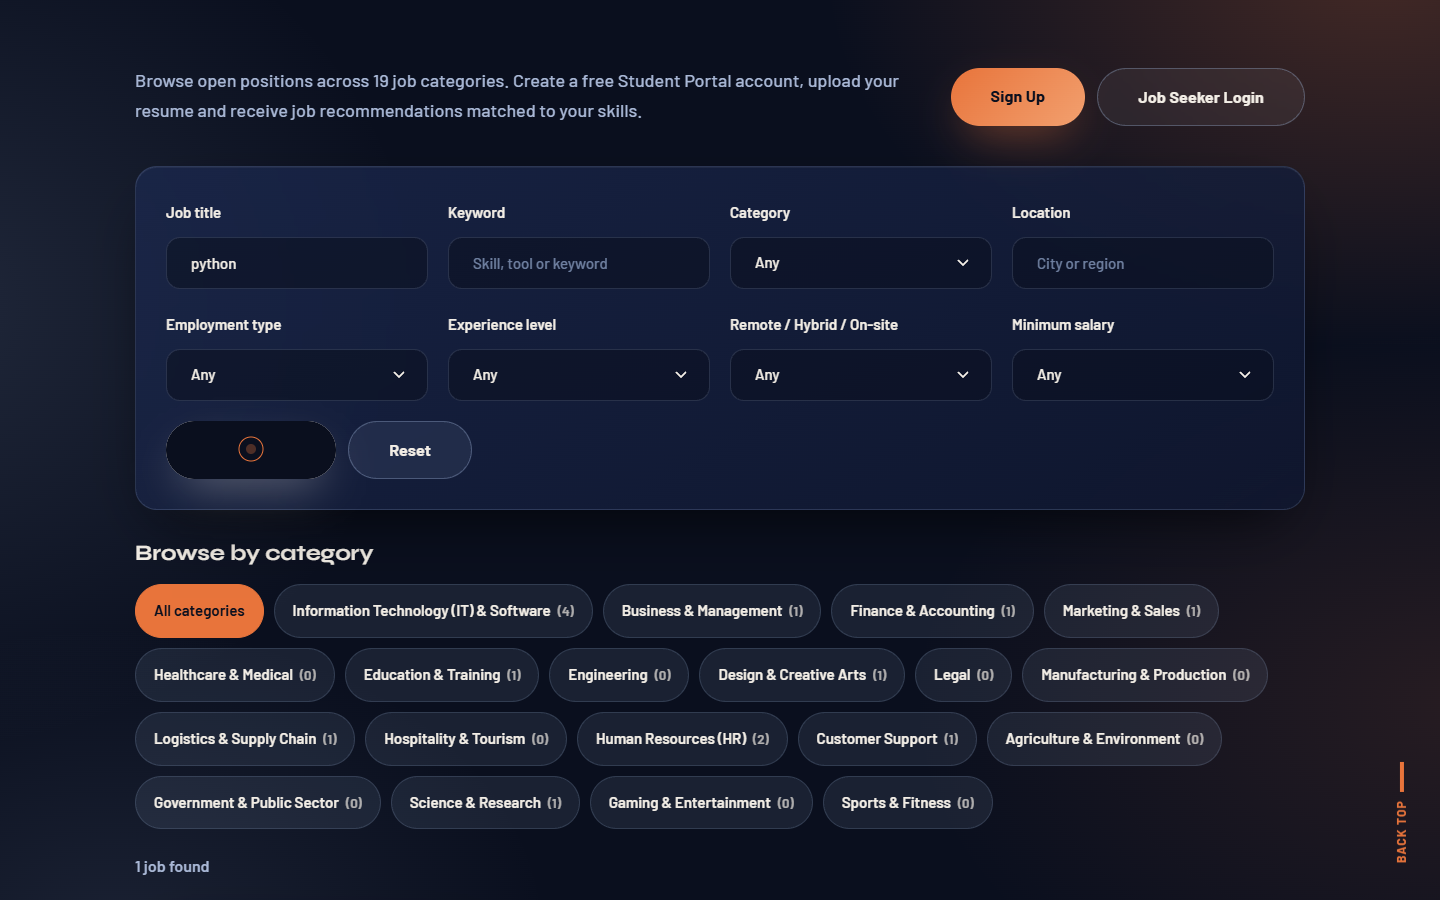 Browse open positions across 19 job categories. Create a free Student Portal account, upload your
resume and receive job recommendations matched to your skills.
Sign Up
Job Seeker Login
Job title
Keyword
Category
Location
python
Skill, tool or keyword
Any
City or region
Employment type
Experience level
Remote / Hybrid / On-site
Minimum salary
Any
Any
Any
Any
Reset
Browse by category
All categories
Information Technology (IT) & Software (4)
Business & Management (1)
Finance & Accounting (1)
Marketing & Sales (1)
Healthcare & Medical (0)
Education & Training (1)
Engineering (0)
Design & Creative Arts (1)
Legal (0)
Manufacturing & Production (0)
Logistics & Supply Chain (1)
Hospitality & Tourism (0)
Human Resources (HR) (2)
Customer Support (1)
Agriculture & Environment (0)
Government & Public Sector (0)
Science & Research (1)
Gaming & Entertainment (0)
Sports & Fitness (0)
BACK TOP
1 job found